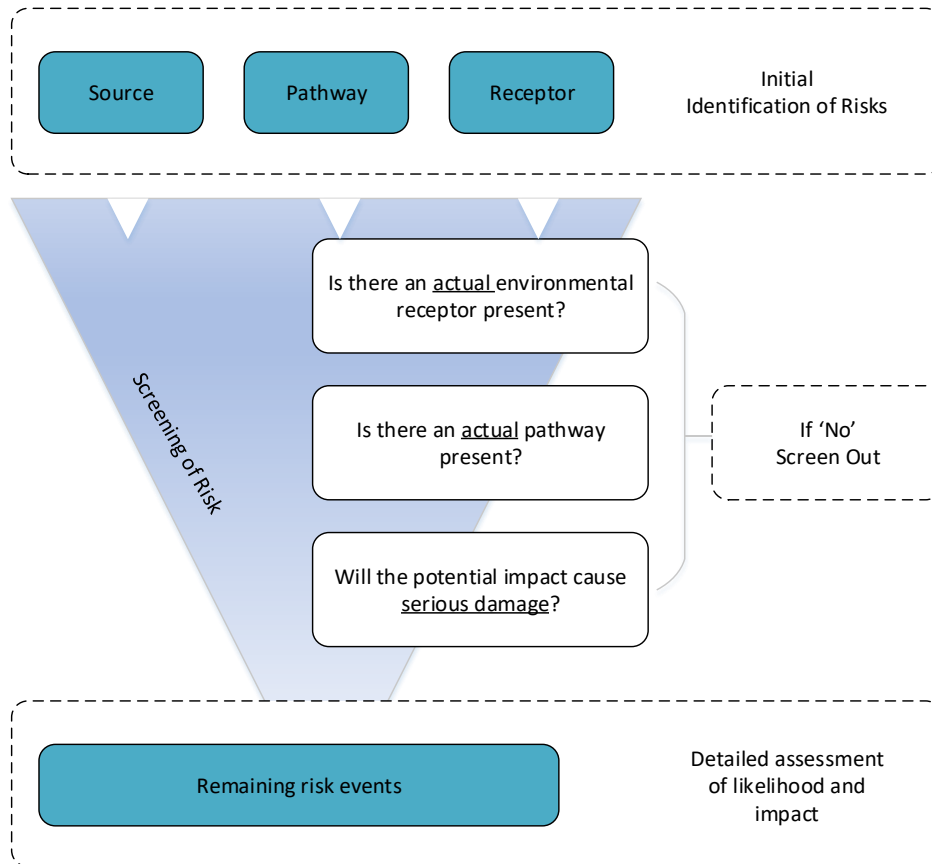 Source
Pathway
Receptor
Initial
Identification of Risks
Screening of Risk
Is there an actual environmental
receptor present?
Is there an actual pathway
present?
Will the potential impact cause
serious damage?
If ‘No’
Screen Out
Remaining risk events
Detailed assessment
of likelihood and
impact